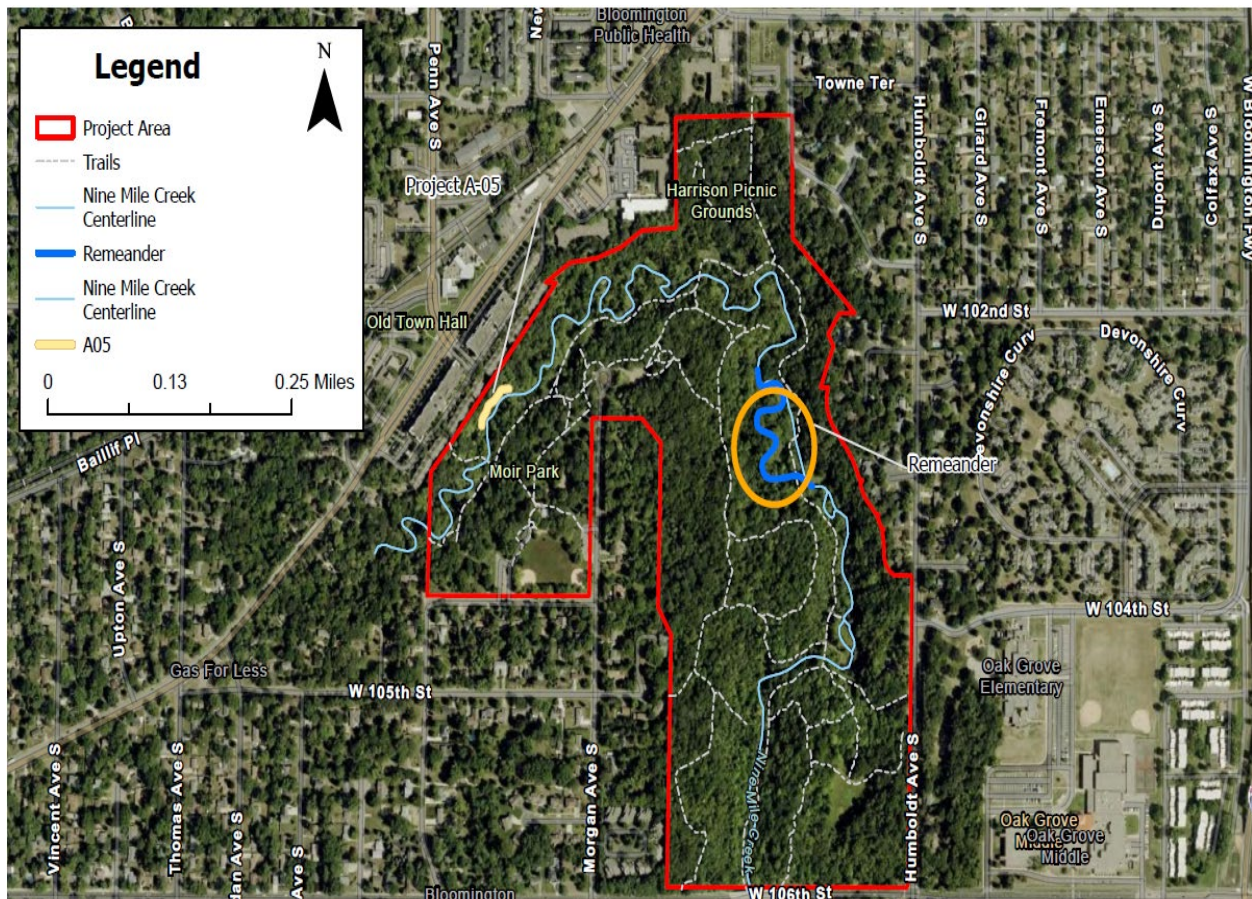 Legend
N
Project Area
Trails
Nine Mile Creek
Centerline
Remeander
Nine Mile Creek
Centerline
A05
0
0.13
0.25 Miles
Bloomington
Public Health
Penn Ave S
New
Towne Ter
Project A-05
Harrison Picnic
Grounds
Humboldt Ave S
Girard Ave S
Fremont Ave S
Emerson Ave S
Dupont Ave S
Colfax Ave S
W Bloomington Fwy
Old Town Hall
W 102nd St
Devonshire Curv
Devonshire Curv
Baillif Pl
Moir Park
Remeander
Upton Ave S
W 104th St
Gas For Less
Oak Grove
Elementary
W 105th St
Vincent Ave S
Thomas Ave S
Ave S
Morgan Ave S
Nine Mile Creek
Humboldt Ave S
Oak Grove
Middle
Oak Grove
Middle
Bloomington
W 106th St